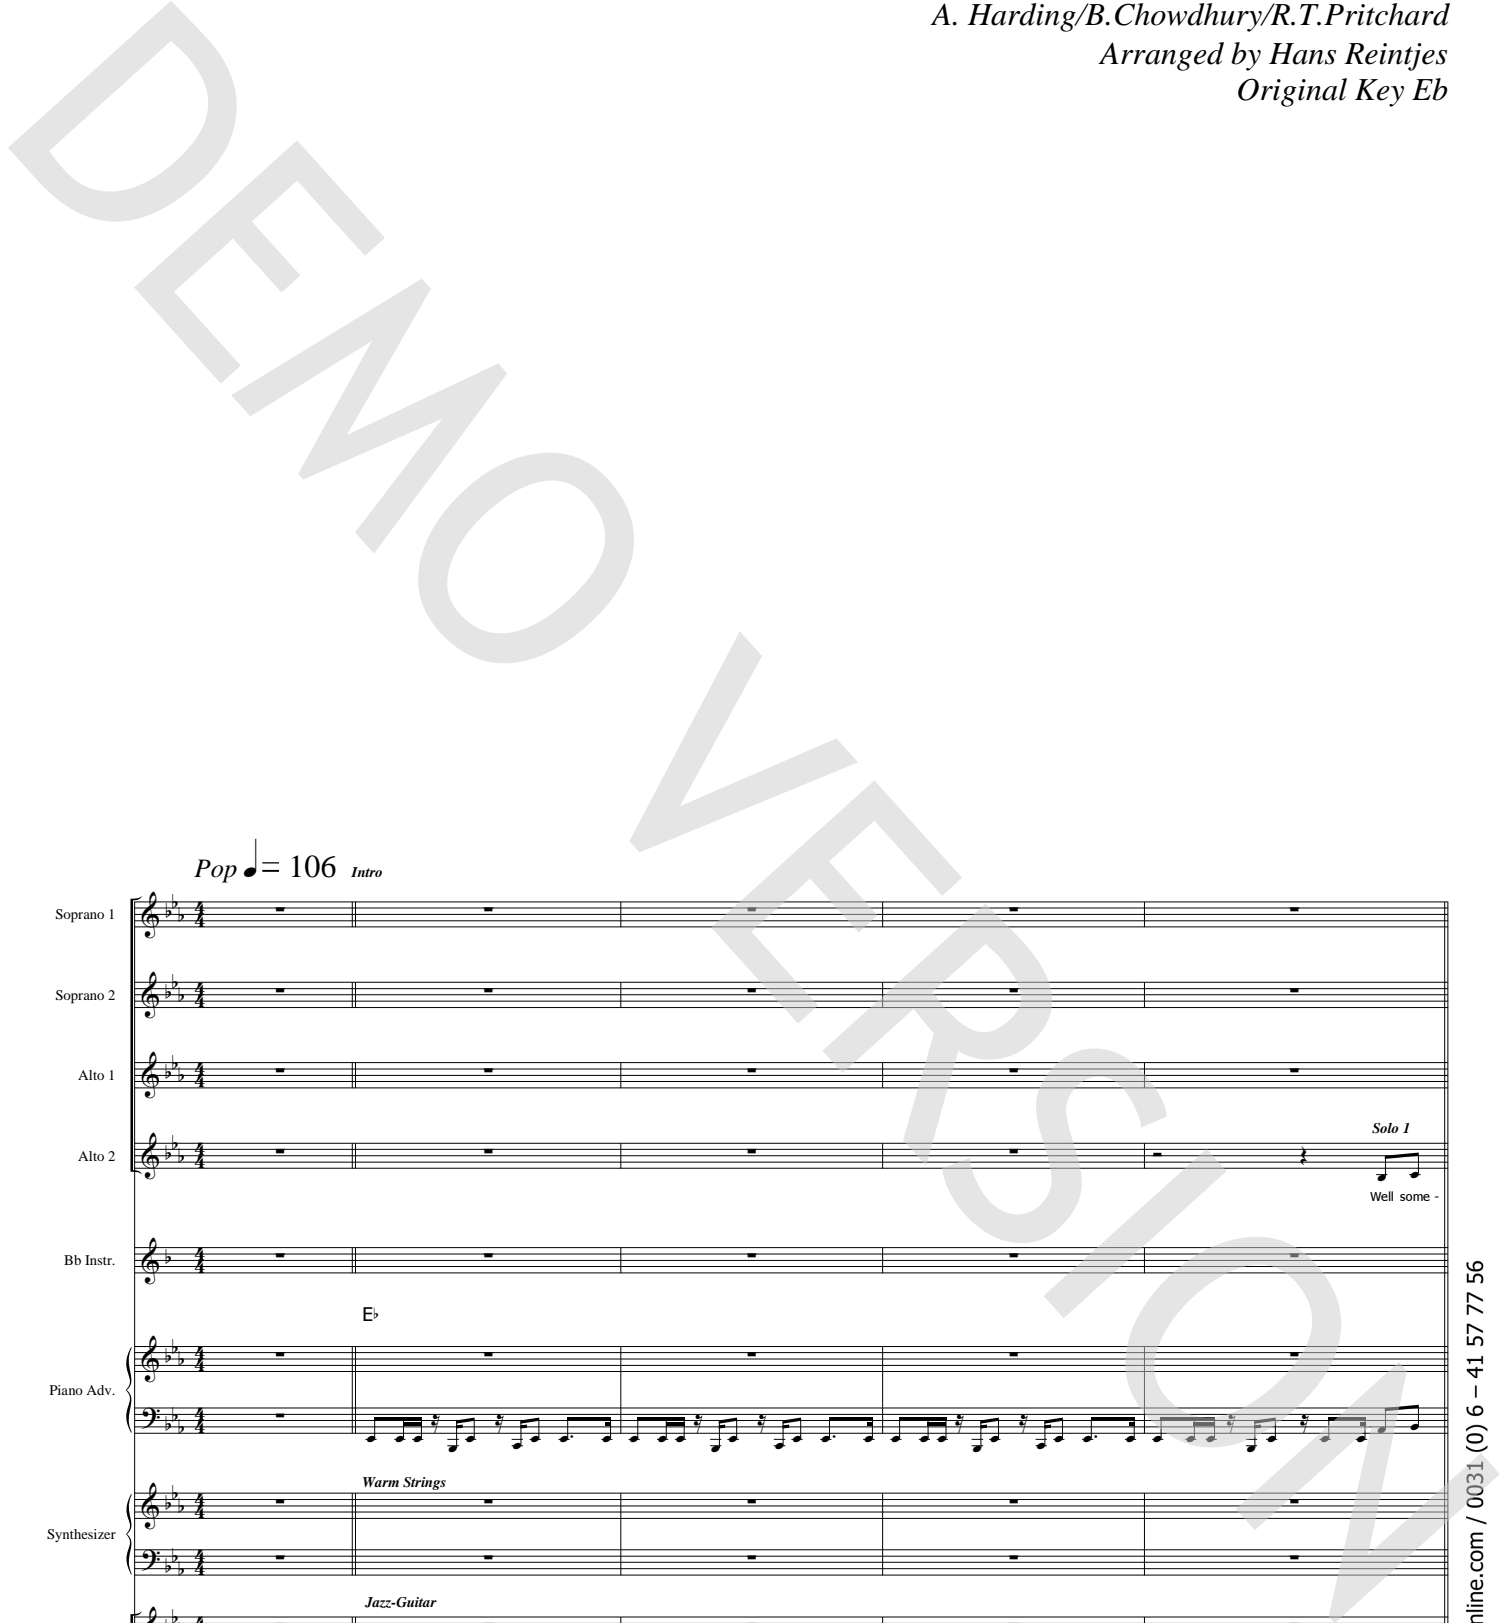 A. Harding/B.Chowdhury/R.T.Pritchard
Arranged by Hans Reintjes
Original Key Eb
DEMO VERSION
Pop ♩= 106 Intro
Soprano 1
Soprano 2
Alto 1
Solo 1
Alto 2
Well some -
Bb Instr.
E♭
Piano Adv.
Warm Strings
Synthesizer
Jazz-Guitar
nline.com / 0031 (0) 6 – 41 57 77 56